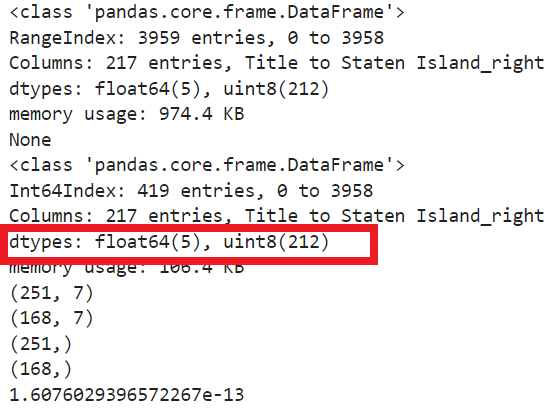 <class 'pandas.core.frame.DataFrame'>
RangeIndex: 3959 entries, 0 to 3958
Columns: 217 entries, Title to Staten Island_right
dtypes: float64(5), uint8(212)
memory usage: 974.4 KB
None
<class 'pandas.core.frame.DataFrame'>
Int64Index: 419 entries, 0 to 3958
Columns: 217 entries, Title to Staten Island_right
dtypes: float64(5), uint8(212)
memory usage: 106.4 KB
(251, 7)
(168, 7)
(251,)
(168,)
1.6076029396572267e-13